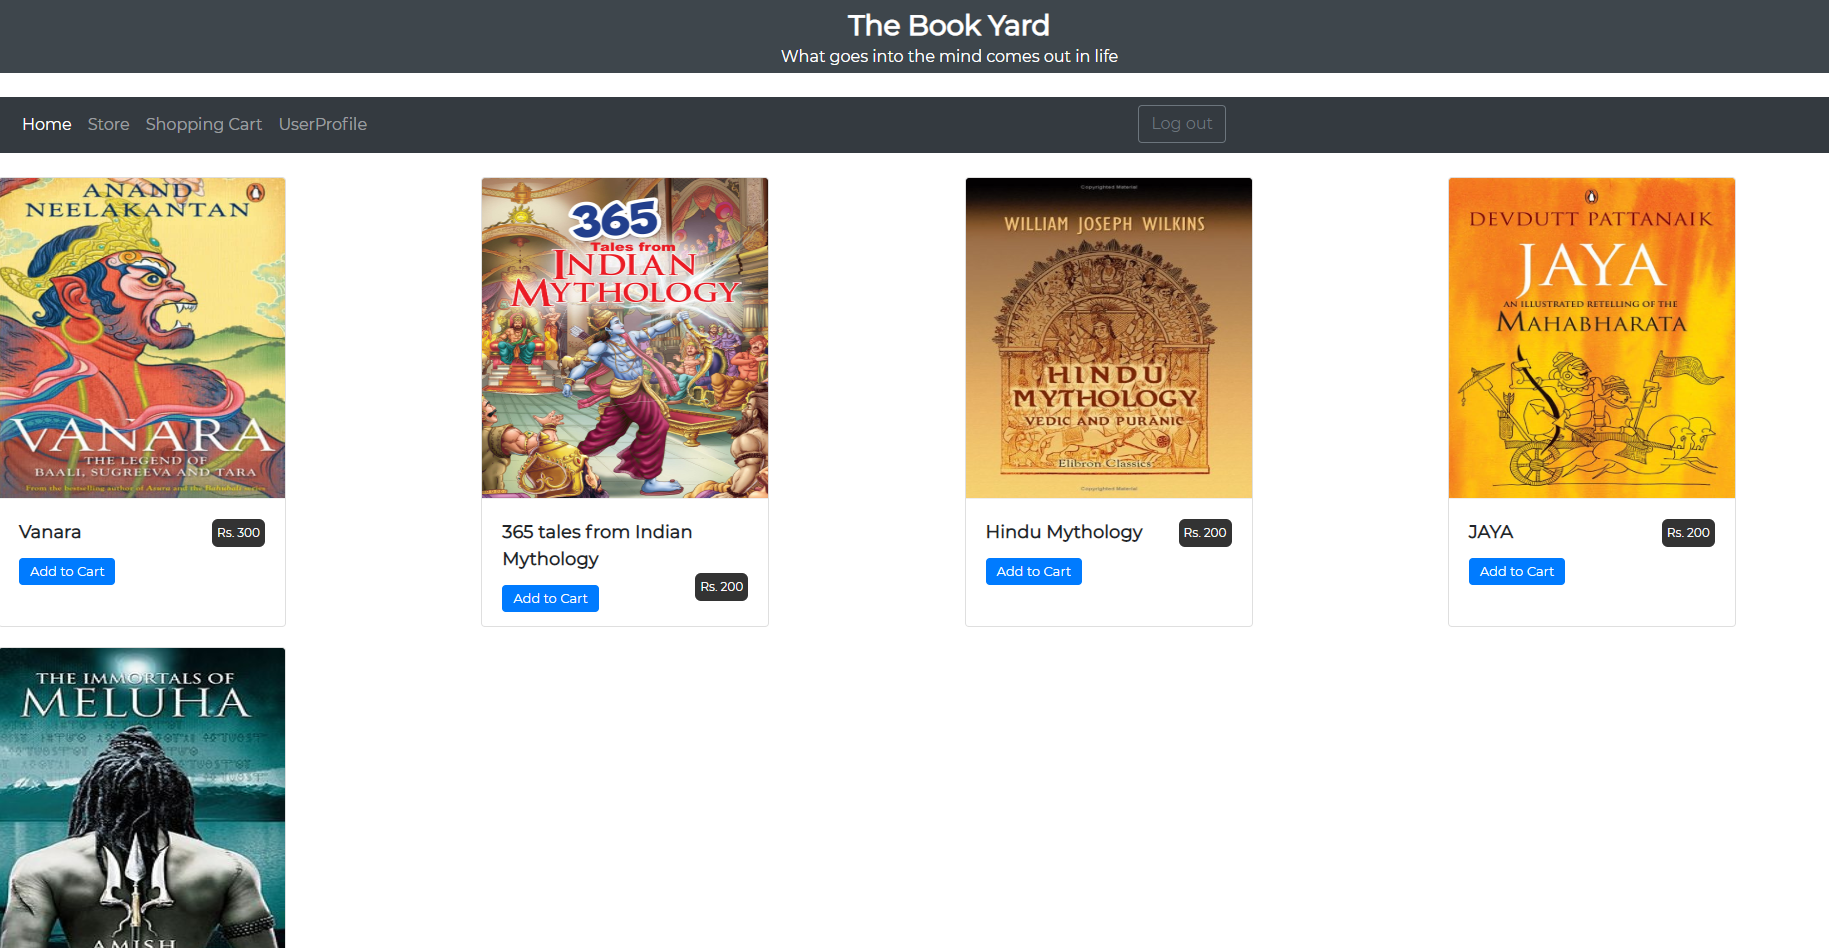 The Book Yard
What goes into the mind comes out in life
Home Store Shopping Cart UserProfile Log out
ANAND
NEELAKANTAN
VANARA
THE LEGEND OF
BAALI, SUGREEVA AND TARA
From the bestselling author of Asura and the Bahubali series
Vanara Rs. 300
Add to Cart
365
Tales from
INDIAN
MYTHOLOGY
365 tales from Indian
Mythology
Rs. 200
Add to Cart
Copyrighted Material
WILLIAM JOSEPH WILKINS
HINDU
MYTHOLOGY
VEDIC AND PURÁNIC
Elibron Classics
Copyrighted Material
Hindu Mythology Rs. 200
Add to Cart
DEVDUTT PATTANAIK
JAYA
AN ILLUSTRATED RETELLING OF THE
MAHABHARATA
JAYA Rs. 200
Add to Cart
THE IMMORTALS OF
MELUHA
AMISH